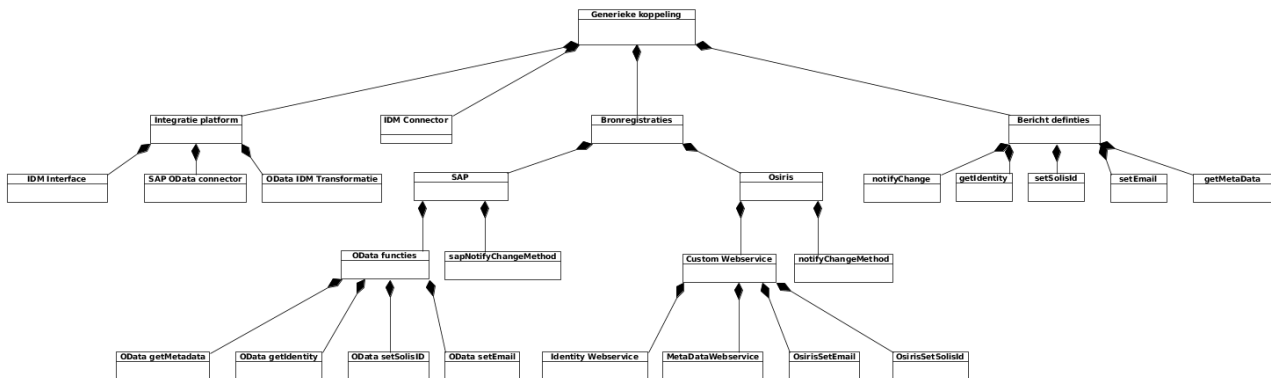 Generieke koppeling
Integratie platform
IDM Connector
Bronregistraties
Bericht definties
IDM Interface
SAP OData connector
OData IDM Transformatie
SAP
Osiris
notifyChange
getIdentity
setSolisId
setEmail
getMetaData
OData functies
sapNotifyChangeMethod
Custom Webservice
notifyChangeMethod
OData getMetadata
OData getIdentity
OData setSolisID
OData setEmail
Identity Webservice
MetaDataWebservice
OsirisSetEmail
OsirisSetSolisId